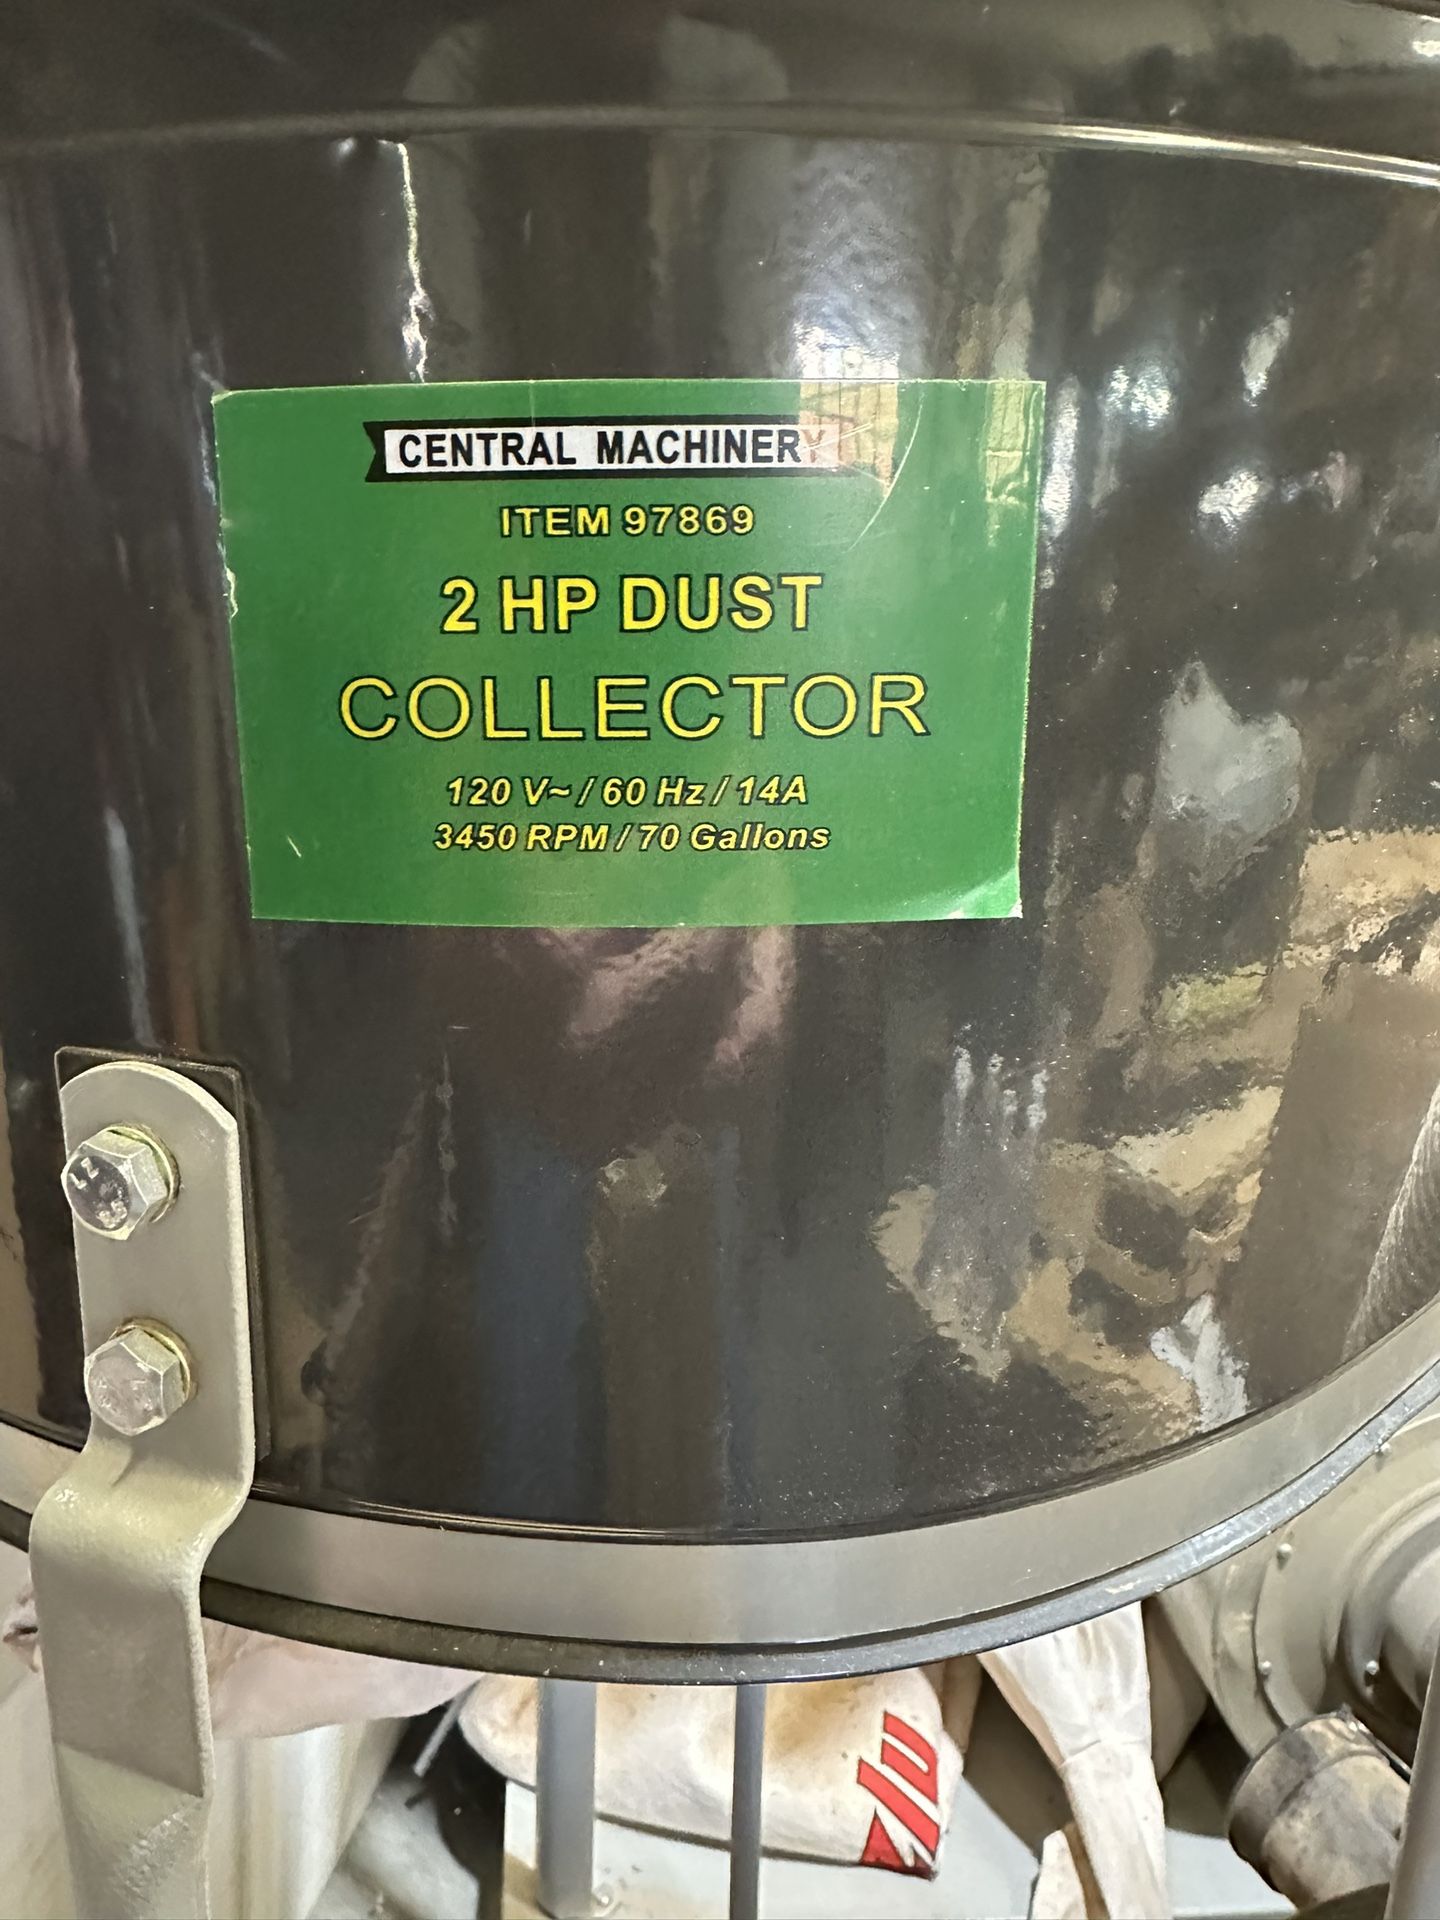 CENTRAL MACHINERY
ITEM 97869
2 HP DUST
COLLECTOR
120 V~ / 60 Hz / 14A
3450 RPM / 70 Gallons